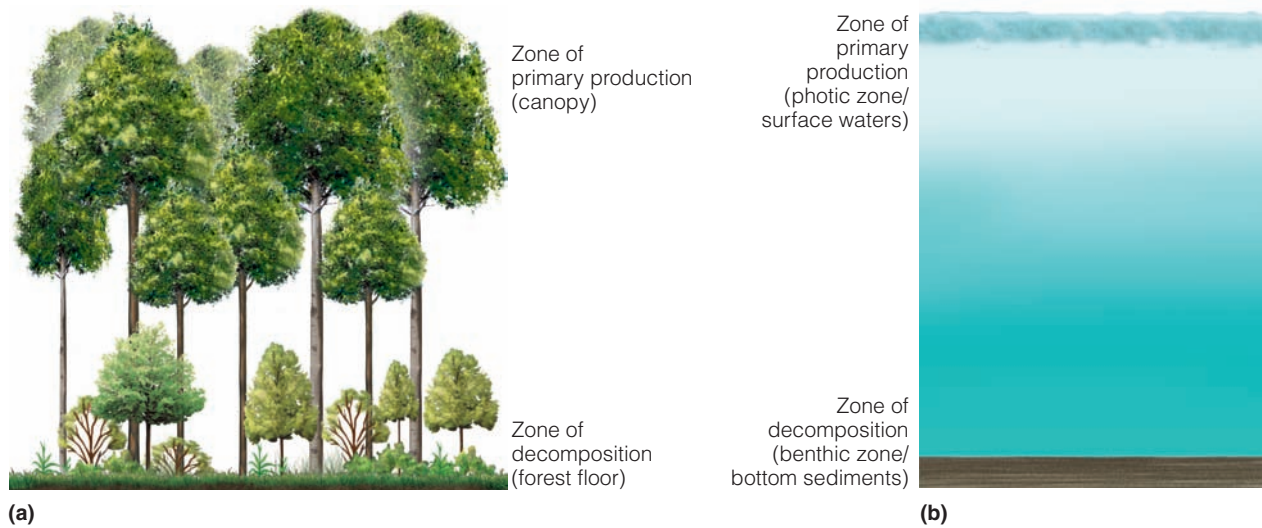 Zone of
primary production
(canopy)
Zone of
decomposition
(forest floor)
(a)
Zone of
primary
production
(photic zone/
surface waters)
Zone of
decomposition
(benthic zone/
bottom sediments)
(b)